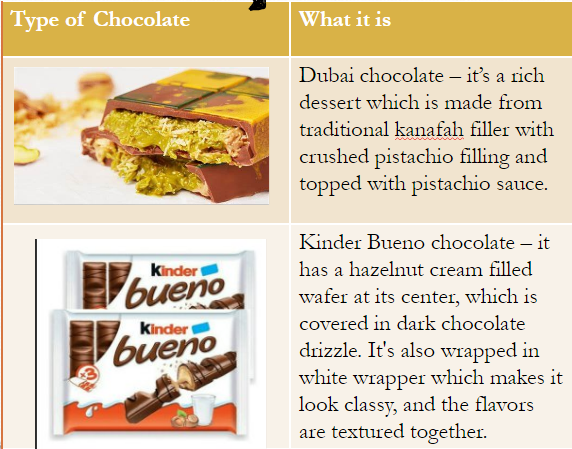 Type of Chocolate
What it is
Dubai chocolate – it's a rich
dessert which is made from
traditional kanafah filler with
crushed pistachio filling and
topped with pistachio sauce.
Kinder Bueno chocolate – it
has a hazelnut cream filled
wafer at its center, which is
covered in dark chocolate
drizzle. It's also wrapped in
white wrapper which makes it
look classy, and the flavors
are textured together.
kinder
bueno
kinder
bueno
x3